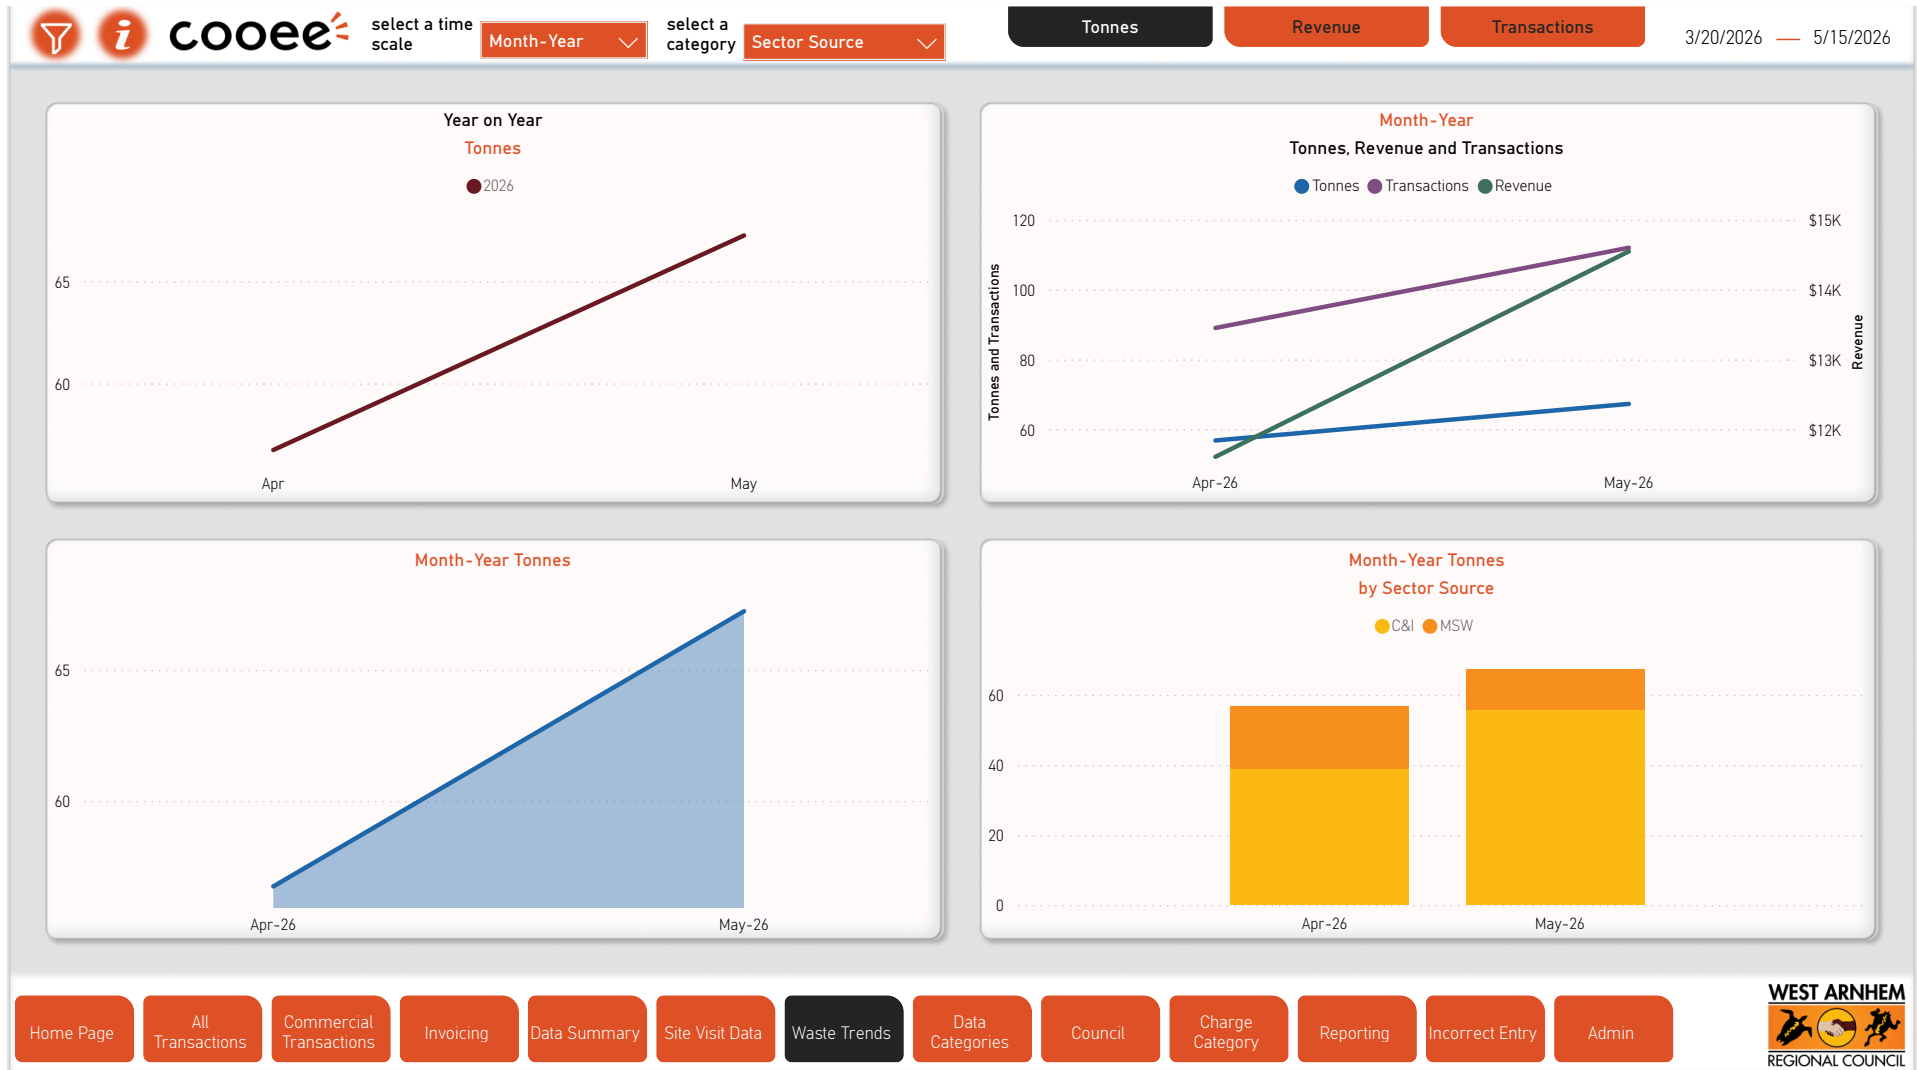 cooee
select a time
scale
Month-Year
select a
category
Sector Source
Tonnes
Revenue
Transactions
3/20/2026 — 5/15/2026
Year on Year
Tonnes
2026
65
60
Apr
May
Month-Year
Tonnes, Revenue and Transactions
Tonnes Transactions Revenue
Tonnes and Transactions
120
100
80
60
$15K
$14K
$13K
$12K
Revenue
Apr-26
May-26
Month-Year Tonnes
65
60
Apr-26
May-26
Month-Year Tonnes
by Sector Source
C&I MSW
60
40
20
0
Apr-26
May-26
Home Page
All
Transactions
Commercial
Transactions
Invoicing
Data Summary
Site Visit Data
Waste Trends
Data
Categories
Council
Charge
Category
Reporting
Incorrect Entry
Admin
WEST ARNHEM
REGIONAL COUNCIL